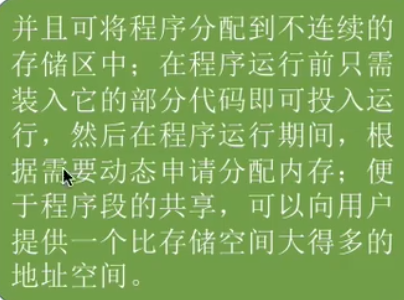 并且可将程序分配到不连续的
存储区中；在程序运行前只需
装入它的部分代码即可投入运
行，然后在程序运行期间，根
据需要动态申请分配内存；便
于程序段的共享，可以向用户
提供一个比存储空间大得多的
地址空间。